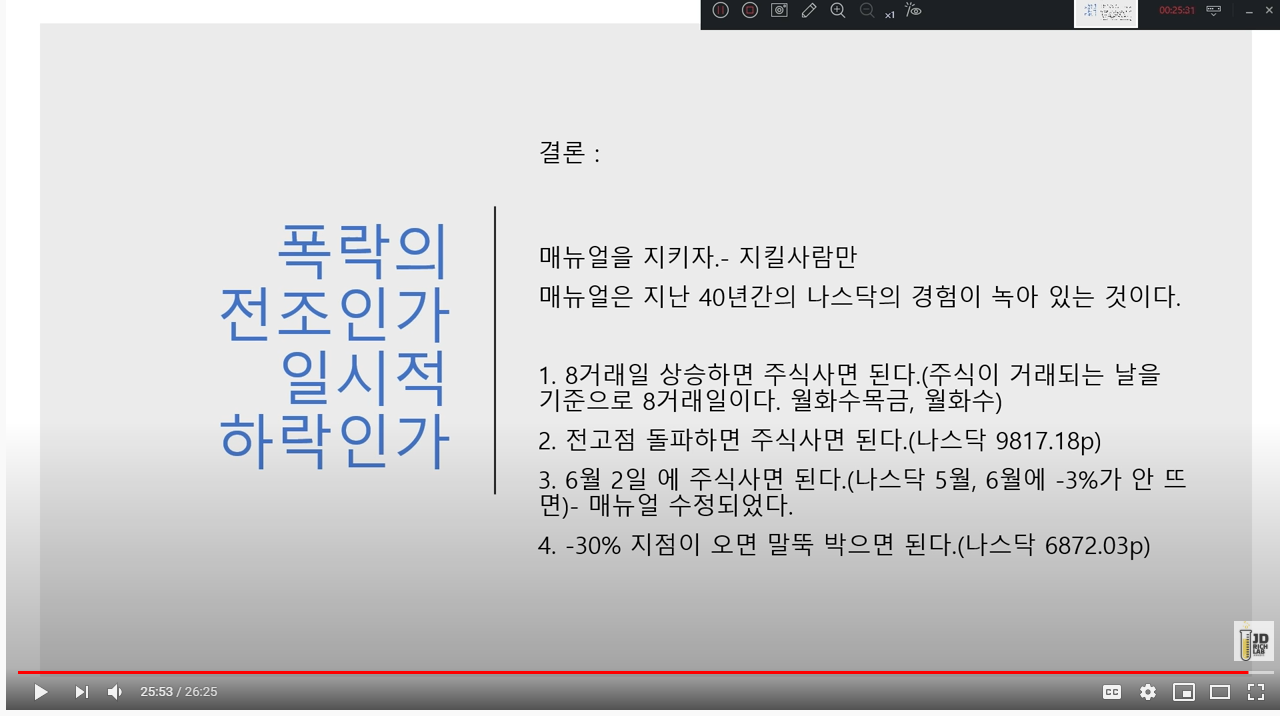 x1
00:25:31
결론 :
폭락의
전조인가
일시적
하락인가
매뉴얼을 지키자.- 지킬사람만
매뉴얼은 지난 40년간의 나스닥의 경험이 녹아 있는 것이다.
1. 8거래일 상승하면 주식사면 된다.(주식이 거래되는 날을
기준으로 8거래일이다. 월화수목금, 월화수)
2. 전고점 돌파하면 주식사면 된다.(나스닥 9817.18p)
3. 6월 2일 에 주식사면 된다.(나스닥 5월, 6월에 -3%가 안 뜨
면)- 매뉴얼 수정되었다.
4. -30% 지점이 오면 말뚝 박으면 된다.(나스닥 6872.03p)
JD
RICH
LAB
25:53 / 26:25
CC